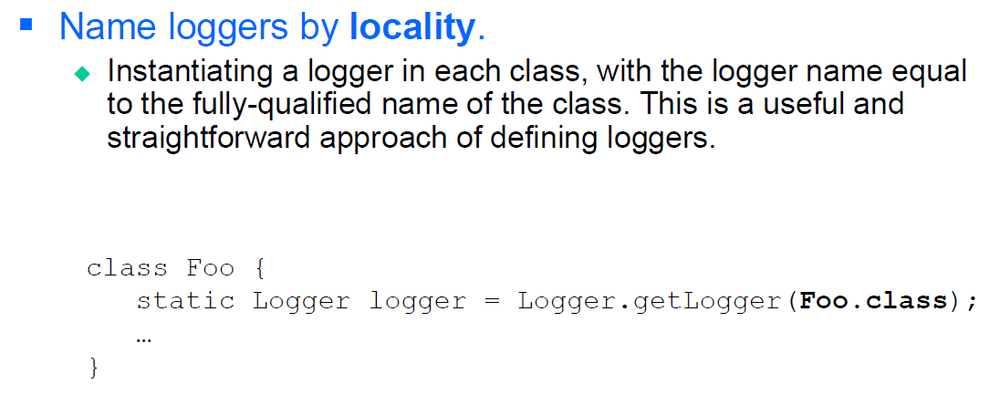 Name loggers by locality.
Instantiating a logger in each class, with the logger name equal
to the fully-qualified name of the class. This is a useful and
straightforward approach of defining loggers.
class Foo {
static Logger logger = Logger.getLogger(Foo.class);
…
}